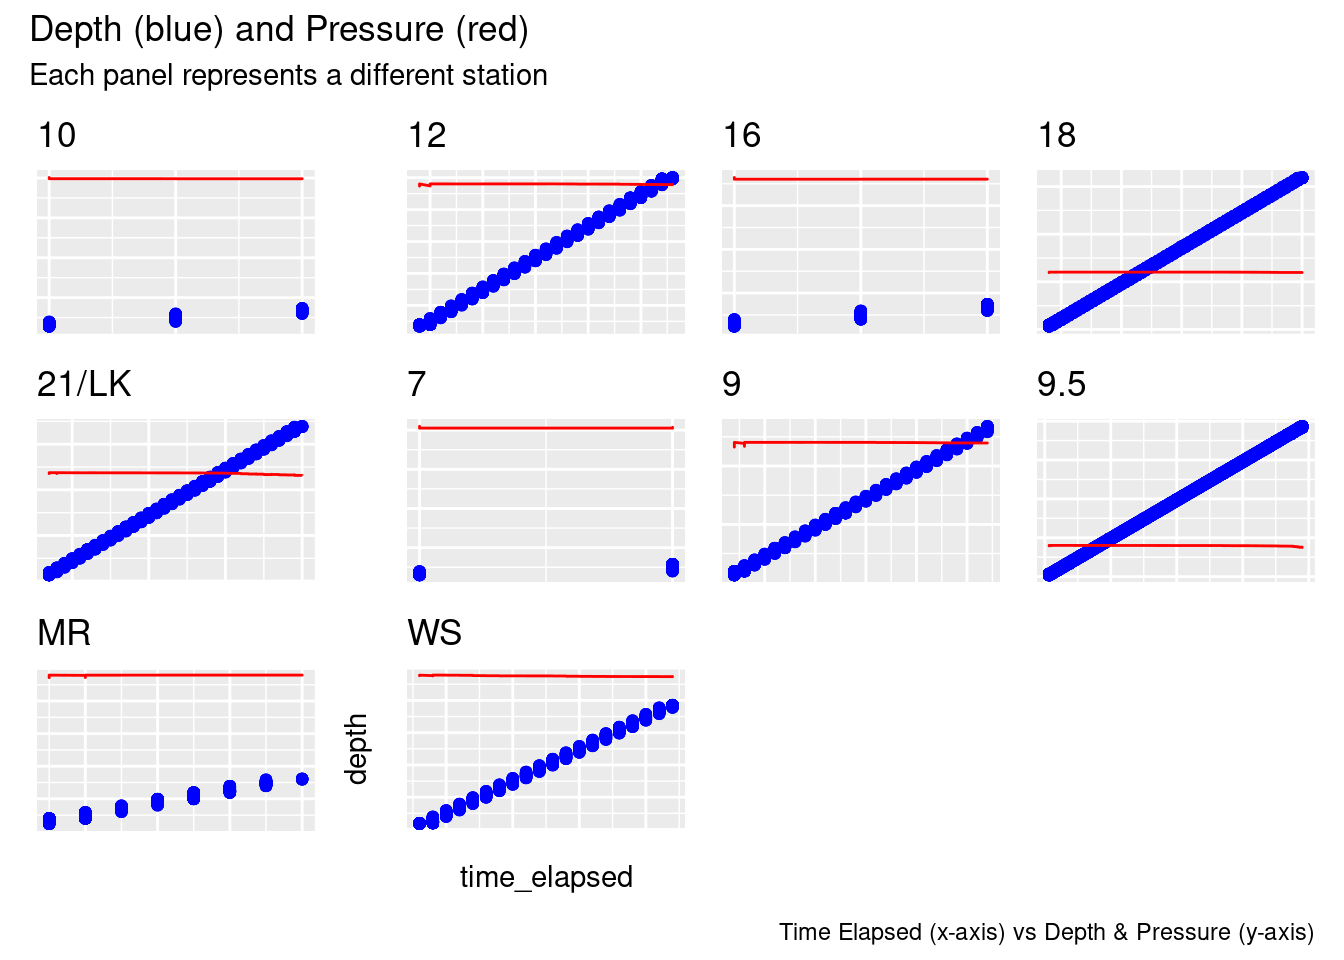 Depth (blue) and Pressure (red)
Each panel represents a different station
10
12
16
18
21/LK
7
9
9.5
MR
WS
depth
time_elapsed
Time Elapsed (x-axis) vs Depth & Pressure (y-axis)